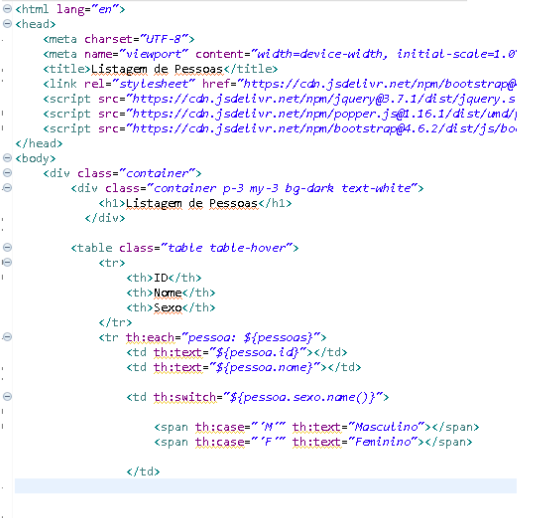 <html lang="en">
<head>
<meta charset="UTF-8">
<meta name="viewport" content="width=device-width, initial-scale=1.0"
<title>Listagem de Pessoas</title>
<link rel="stylesheet" href="https://cdn.jsdelivr.net/npm/bootstrap@
<script src="https://cdn.jsdelivr.net/npm/jquery@3.7.1/dist/jquery.s
<script src="https://cdn.jsdelivr.net/npm/popper.js@1.16.1/dist/umd/p
<script src="https://cdn.jsdelivr.net/npm/bootstrap@4.6.2/dist/js/bo
</head>
<body>
<div class="container">
<div class="container p-3 my-3 bg-dark text-white">
<h1>Listagem de Pessoas</h1>
</div>
<table class="table table-hover">
<tr>
<th>ID</th>
<th>Nome</th>
<th>Sexo</th>
</tr>
<tr th:each="pessoa: ${pessoas}">
<td th:text="${pessoa.id}"></td>
<td th:text="${pessoa.nome}"></td>
<td th:switch="${pessoa.sexo.name()}">
<span th:case="'M'" th:text="Masculino"></span>
<span th:case="'F'" th:text="Feminino"></span>
</td>